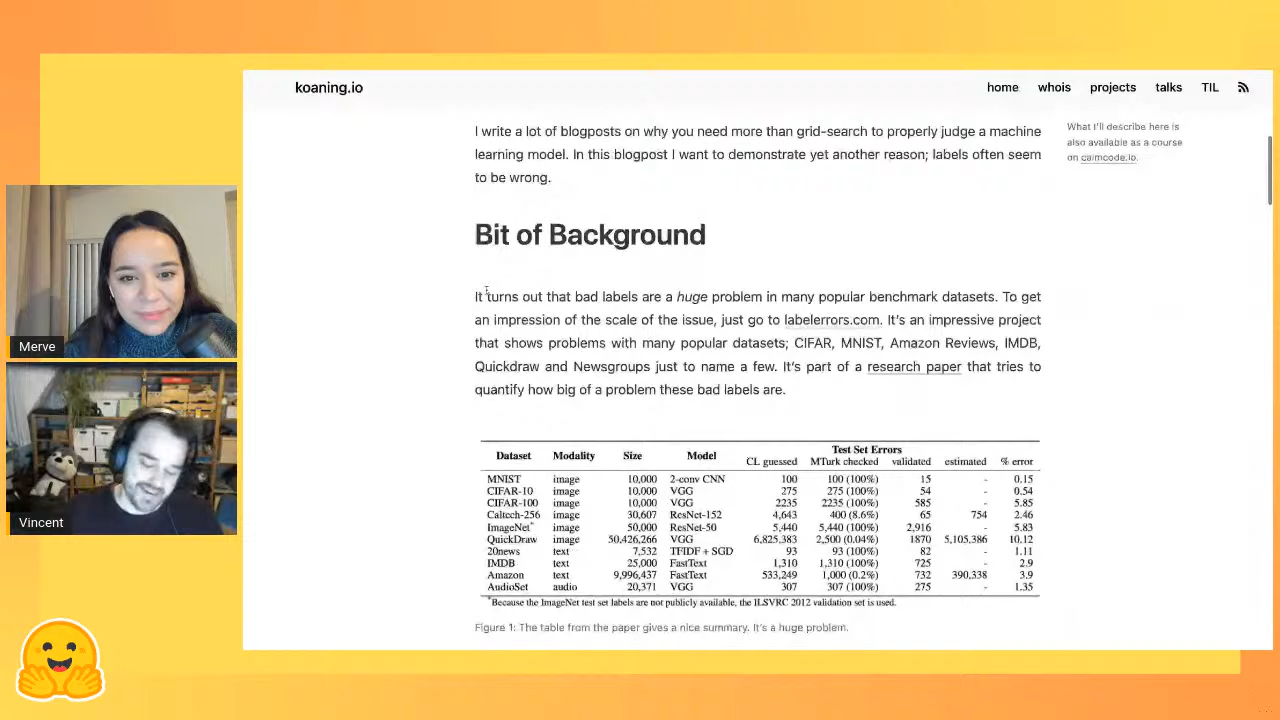 koaning.io
home whois projects talks TIL
I write a lot of blogposts on why you need more than grid-search to properly judge a machine
learning model. In this blogpost I want to demonstrate yet another reason; labels often seem
to be wrong.
What I'll describe here is
also available as a course
on calmcode.io.
Bit of Background
It turns out that bad labels are a huge problem in many popular benchmark datasets. To get
an impression of the scale of the issue, just go to labelerrors.com. It's an impressive project
that shows problems with many popular datasets; CIFAR, MNIST, Amazon Reviews, IMDB,
Quickdraw and Newsgroups just to name a few. It's part of a research paper that tries to
quantify how big of a problem these bad labels are.
Test Set Errors
Dataset Modality Size Model CL guessed MTurk checked validated estimated % error
MNIST image 10,000 2-conv CNN 100 100 (100%) 15 - 0.15
CIFAR-10 image 10,000 VGG 275 275 (100%) 54 - 0.54
CIFAR-100 image 10,000 VGG 2235 2235 (100%) 585 - 5.85
Caltech-256 image 30,607 ResNet-152 4,643 400 (8.6%) 65 754 2.46
ImageNet* image 50,000 ResNet-50 5,440 5,440 (100%) 2,916 - 5.83
QuickDraw image 50,426,266 VGG 6,825,383 2,500 (0.04%) 1870 5,105,386 10.12
20news text 7,532 TFIDF + SGD 93 93 (100%) 82 - 1.11
IMDB text 25,000 FastText 1,310 1,310 (100%) 725 - 2.9
Amazon text 9,996,437 FastText 533,249 1,000 (0.2%) 732 390,338 3.9
AudioSet audio 20,371 VGG 307 307 (100%) 275 - 1.35
*Because the ImageNet test set labels are not publicly available, the ILSVRC 2012 validation set is used.
Figure 1: The table from the paper gives a nice summary. It's a huge problem.
Merve
Vincent